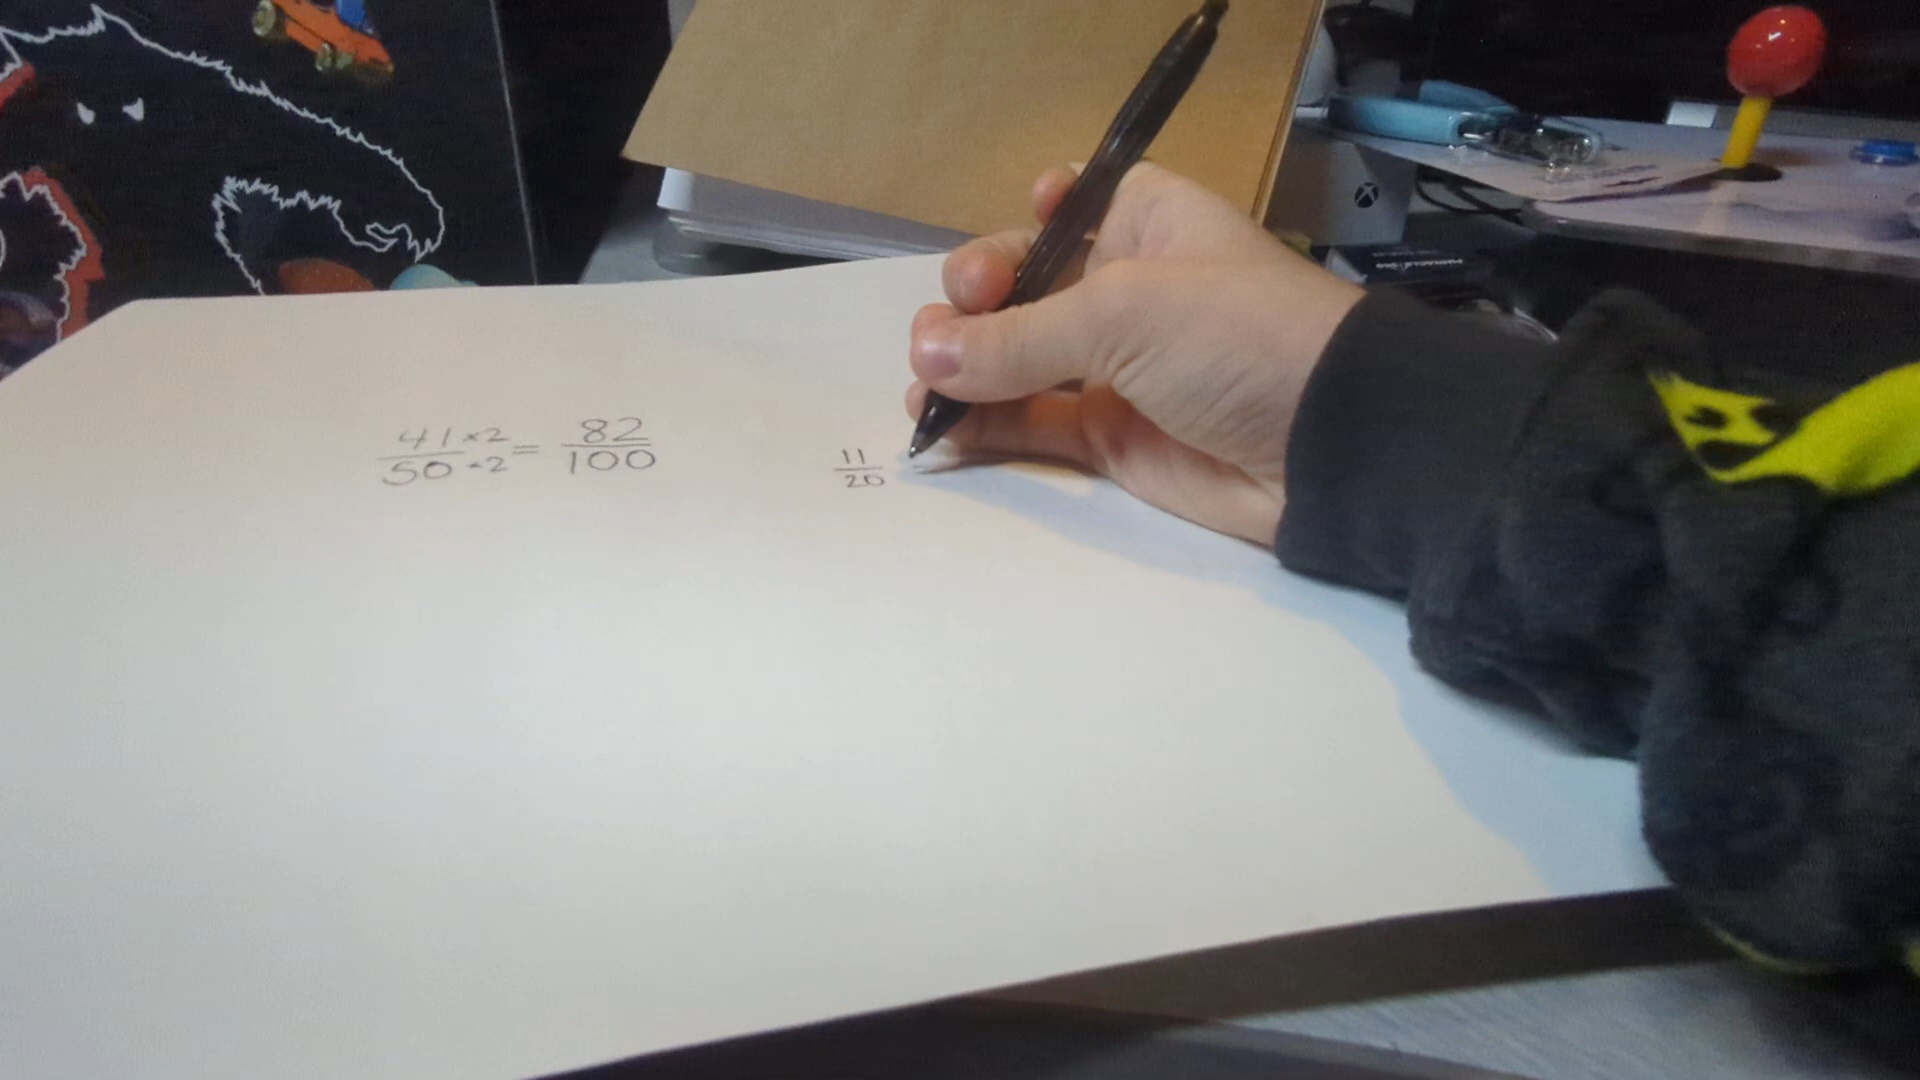 41 ×2 = 82
50 ×2 100
11 =
20